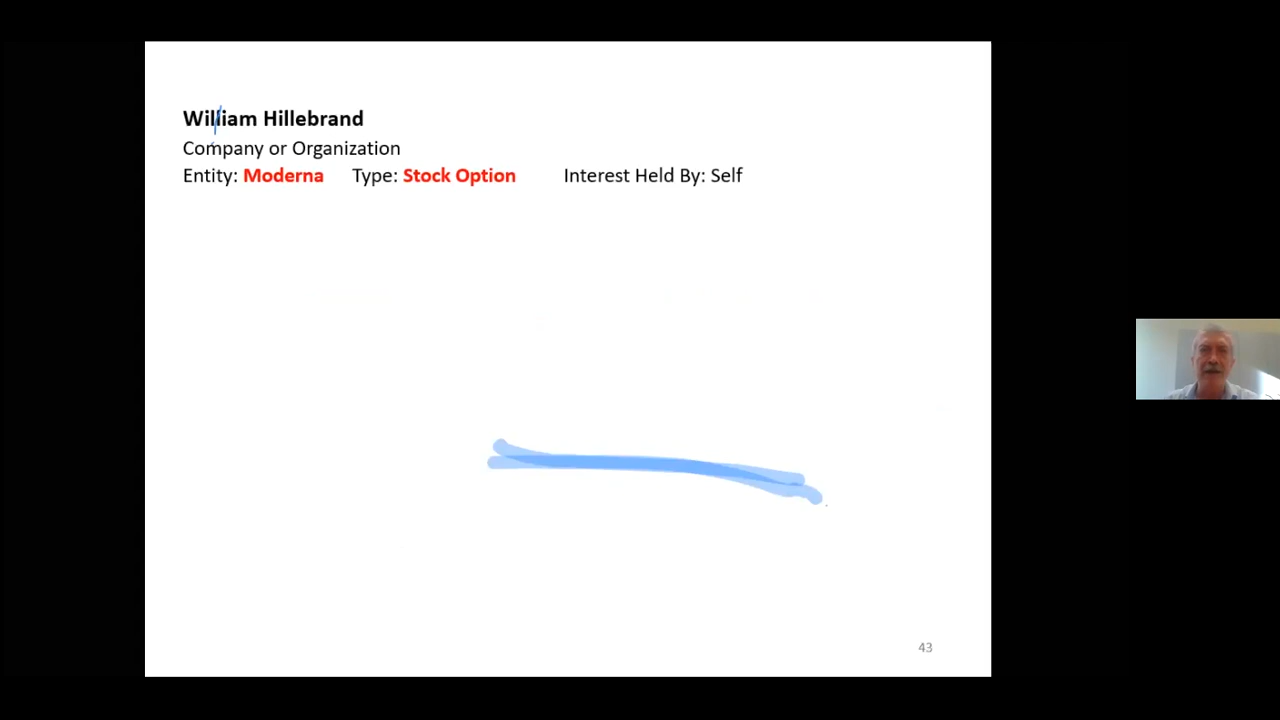 William Hillebrand
Company or Organization
Entity: Moderna Type: Stock Option Interest Held By: Self
43